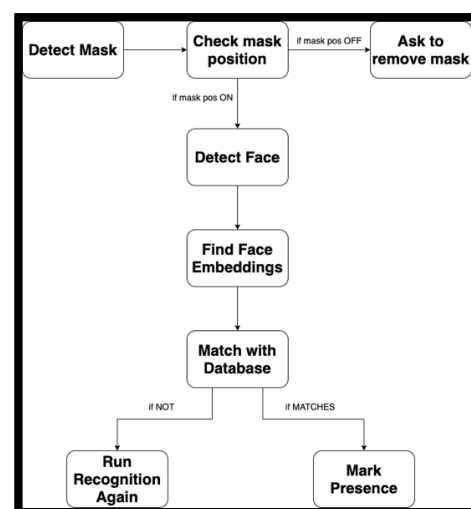 Detect Mask
Check mask
position
if mask pos OFF
Ask to
remove mask
if mask pos ON
Detect Face
Find Face
Embeddings
Match with
Database
if NOT
if MATCHES
Run
Recognition
Again
Mark
Presence